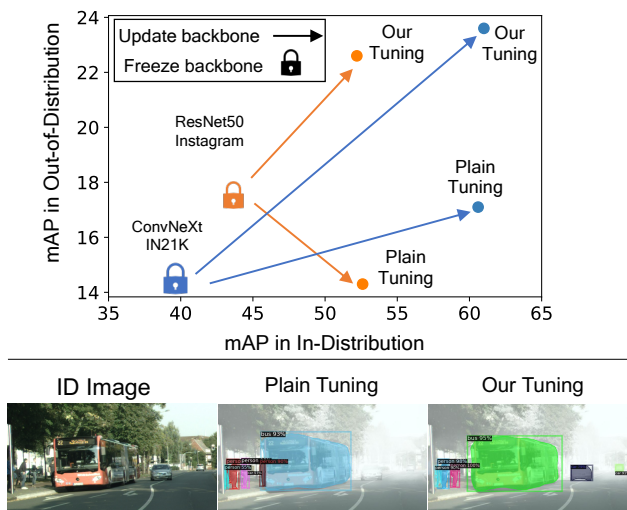 24
22
20
18
16
14
mAP in Out-of-Distribution
Update backbone
Freeze backbone
Our
Tuning
Our
Tuning
ResNet50
Instagram
Plain
Tuning
ConvNeXt
IN21K
Plain
Tuning
35 40 45 50 55 60 65
mAP in In-Distribution
ID Image Plain Tuning Our Tuning
bus 93%
bus 95%